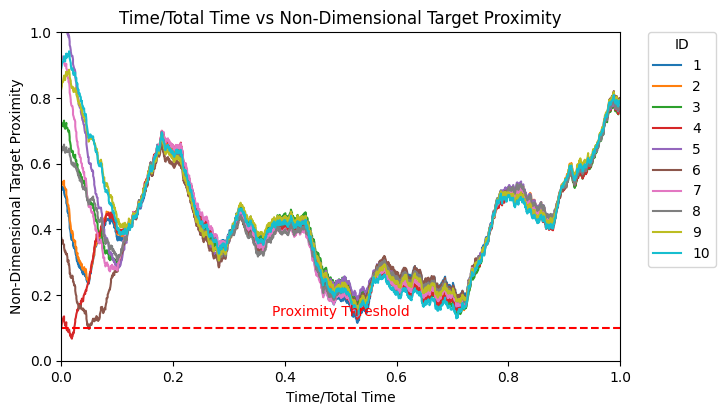 Time/Total Time vs Non-Dimensional Target Proximity
Non-Dimensional Target Proximity
1.0
0.8
0.6
0.4
0.2
0.0
Proximity Threshold
0.0 0.2 0.4 0.6 0.8 1.0
Time/Total Time
ID
1
2
3
4
5
6
7
8
9
10